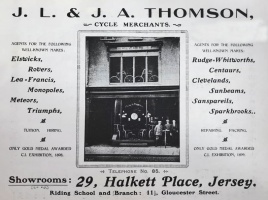 J. L. & J. A. THOMSON,
CYCLE MERCHANTS.
AGENTS FOR THE FOLLOWING
WELL-KNOWN MAKES.
Elswicks,
Rovers,
Lea-Francis,
Monopoles,
Meteors,
Triumphs,
TUITION. HIRING.
ONLY GOLD MEDAL AWARDED
C.I. EXHIBITION,
AGENTS FOR THE FOLLOWING
WELL-KNOWN MAKES.
Rudge-Whitworths,
Centaurs,
Clevelands,
Sunbeams,
Sanspareils,
Sparkbrooks..
REPAIRING. PACKING.
ONLY GOLD MEDAL AWARDED
C.I. EXHIBITION,
TELEPHONE No. 86.
Showrooms: 29, Halkett Place, Jersey.
Riding School and Branch: Gloucester Street.